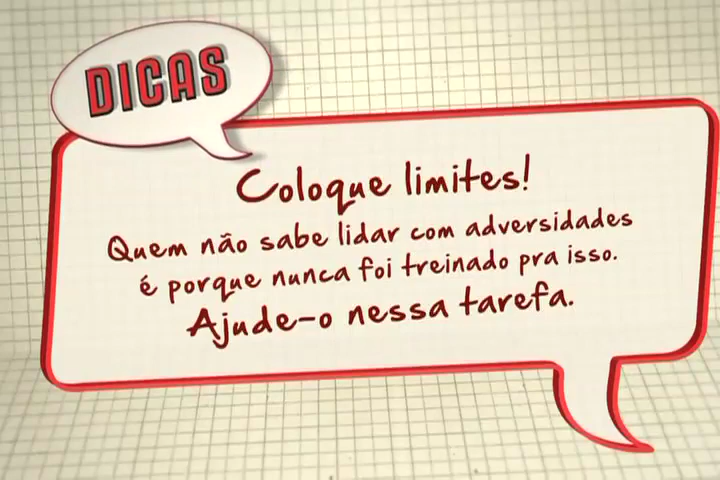 DICAS
Coloque limites!
Quem não sabe lidar com adversidades
é porque nunca foi treinado pra isso.
Ajude-o nessa tarefa.